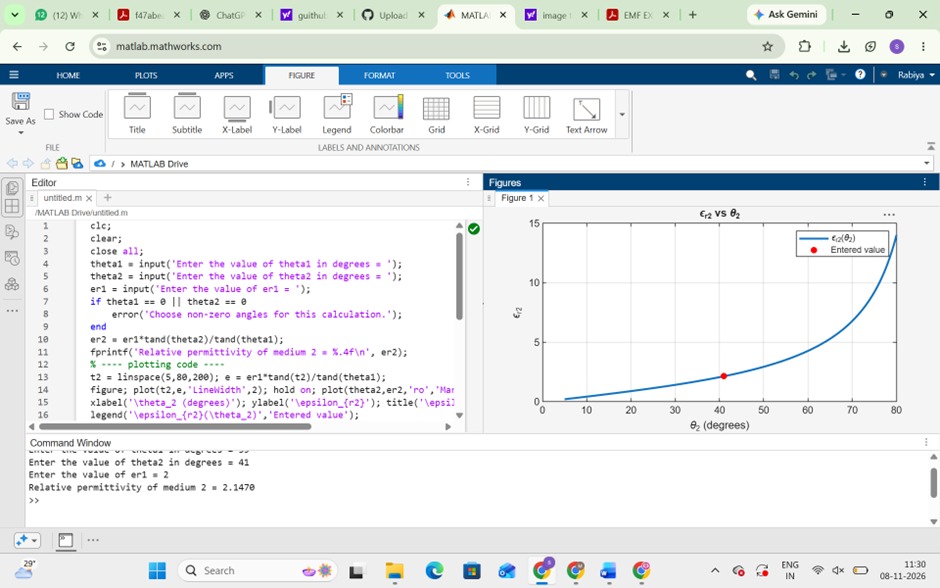 (12) Wh
f47abe
ChatGP
guithub
Upload
MATLA
image t
EMF EX
Ask Gemini
matlab.mathworks.com
HOME PLOTS APPS FIGURE FORMAT TOOLS
Rabiya
Save As
Show Code
Title Subtitle X-Label Y-Label Legend Colorbar Grid X-Grid Y-Grid Text Arrow
FILE LABELS AND ANNOTATIONS
/ > MATLAB Drive
Editor
untitled.m
/MATLAB Drive/untitled.m
1 clc;
2 clear;
3 close all;
4 theta1 = input('Enter the value of theta1 in degrees = ');
5 theta2 = input('Enter the value of theta2 in degrees = ');
6 er1 = input('Enter the value of er1 = ');
7 if theta1 == 0 || theta2 == 0
8 error('Choose non-zero angles for this calculation.');
9 end
10 er2 = er1*tand(theta2)/tand(theta1);
11 fprintf('Relative permittivity of medium 2 = %.4f\n', er2);
12 % ---- plotting code ----
13 t2 = linspace(5,80,200); e = er1*tand(t2)/tand(theta1);
14 figure; plot(t2,e,'LineWidth',2); hold on; plot(theta2,er2,'ro','Mar
15 xlabel('\theta_2 (degrees)'); ylabel('\epsilon_{r2}'); title('\epsil
16 legend('\epsilon_{r2}(\theta_2)','Entered value');
Figures
Figure 1
ϵr2 vs θ2
ϵr2(θ2)
Entered value
15
10
5
0
ϵr2
0 10 20 30 40 50 60 70 80
θ2 (degrees)
Command Window
Enter the value of theta2 in degrees = 41
Enter the value of er1 = 2
Relative permittivity of medium 2 = 2.1470
>>
29°
Search
ENG
IN
11:30
08-11-2026